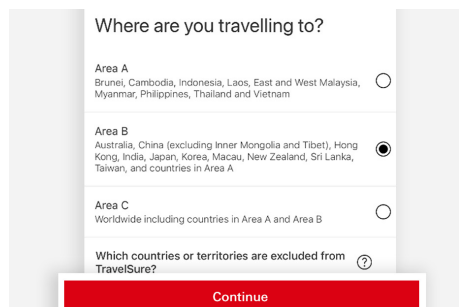 Where are you travelling to?
Area A
Brunei, Cambodia, Indonesia, Laos, East and West Malaysia,
Myanmar, Philippines, Thailand and Vietnam
Area B
Australia, China (excluding Inner Mongolia and Tibet), Hong
Kong, India, Japan, Korea, Macau, New Zealand, Sri Lanka,
Taiwan, and countries in Area A
Area C
Worldwide including countries in Area A and Area B
Which countries or territories are excluded from
TravelSure?
?
Continue